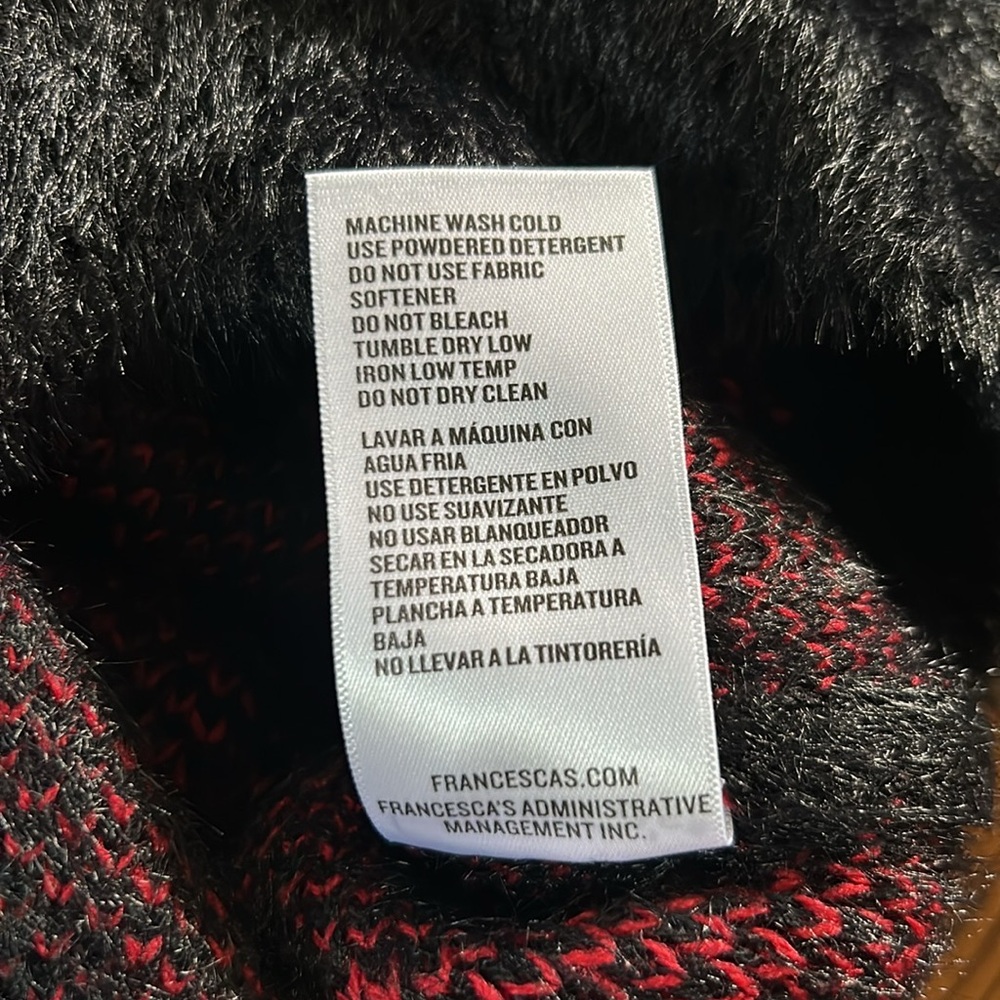 MACHINE WASH COLD
USE POWDERED DETERGENT
DO NOT USE FABRIC
SOFTENER
DO NOT BLEACH
TUMBLE DRY LOW
IRON LOW TEMP
DO NOT DRY CLEAN
LAVAR A MÁQUINA CON
AGUA FRIA
USE DETERGENTE EN POLVO
NO USE SUAVIZANTE
NO USAR BLANQUEADOR
SECAR EN LA SECADORA A
TEMPERATURA BAJA
PLANCHA A TEMPERATURA
BAJA
NO LLEVAR A LA TINTORERÍA
FRANCESCAS.COM
FRANCESCA'S ADMINISTRATIVE
MANAGEMENT INC.